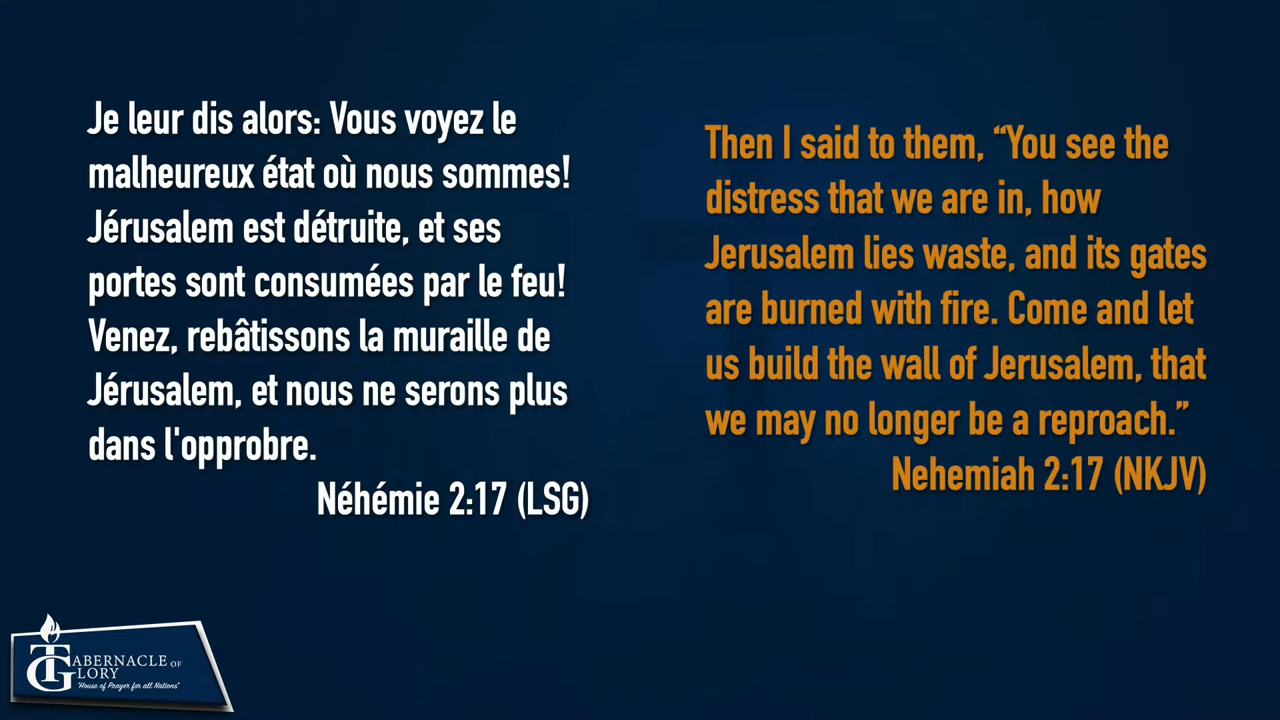 Je leur dis alors: Vous voyez le
malheureux état où nous sommes!
Jérusalem est détruite, et ses
portes sont consumées par le feu!
Venez, rebâtissons la muraille de
Jérusalem, et nous ne serons plus
dans l'opprobre.
Néhémie 2:17 (LSG)
Then I said to them, “You see the
distress that we are in, how
Jerusalem lies waste, and its gates
are burned with fire. Come and let
us build the wall of Jerusalem, that
we may no longer be a reproach.”
Nehemiah 2:17 (NKJV)
TABERNACLE OF
GLORY
"House of Prayer for all Nations"